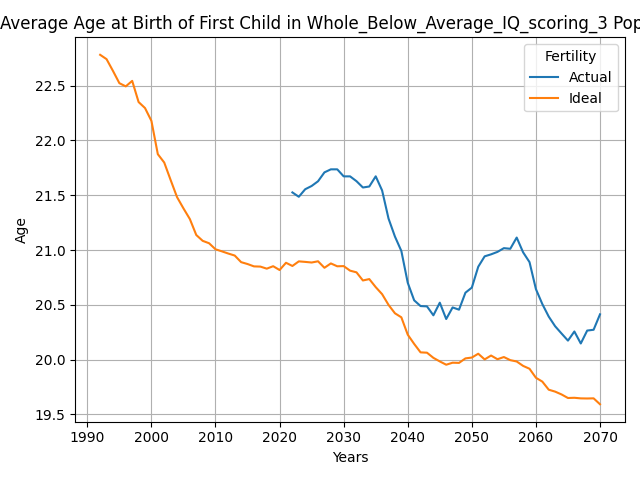 Average Age at Birth of First Child in Whole_Below_Average_IQ_scoring_3 Pop
Fertility
Actual
Ideal
22.5
22.0
21.5
21.0
20.5
20.0
19.5
Age
1990 2000 2010 2020 2030 2040 2050 2060 2070
Years